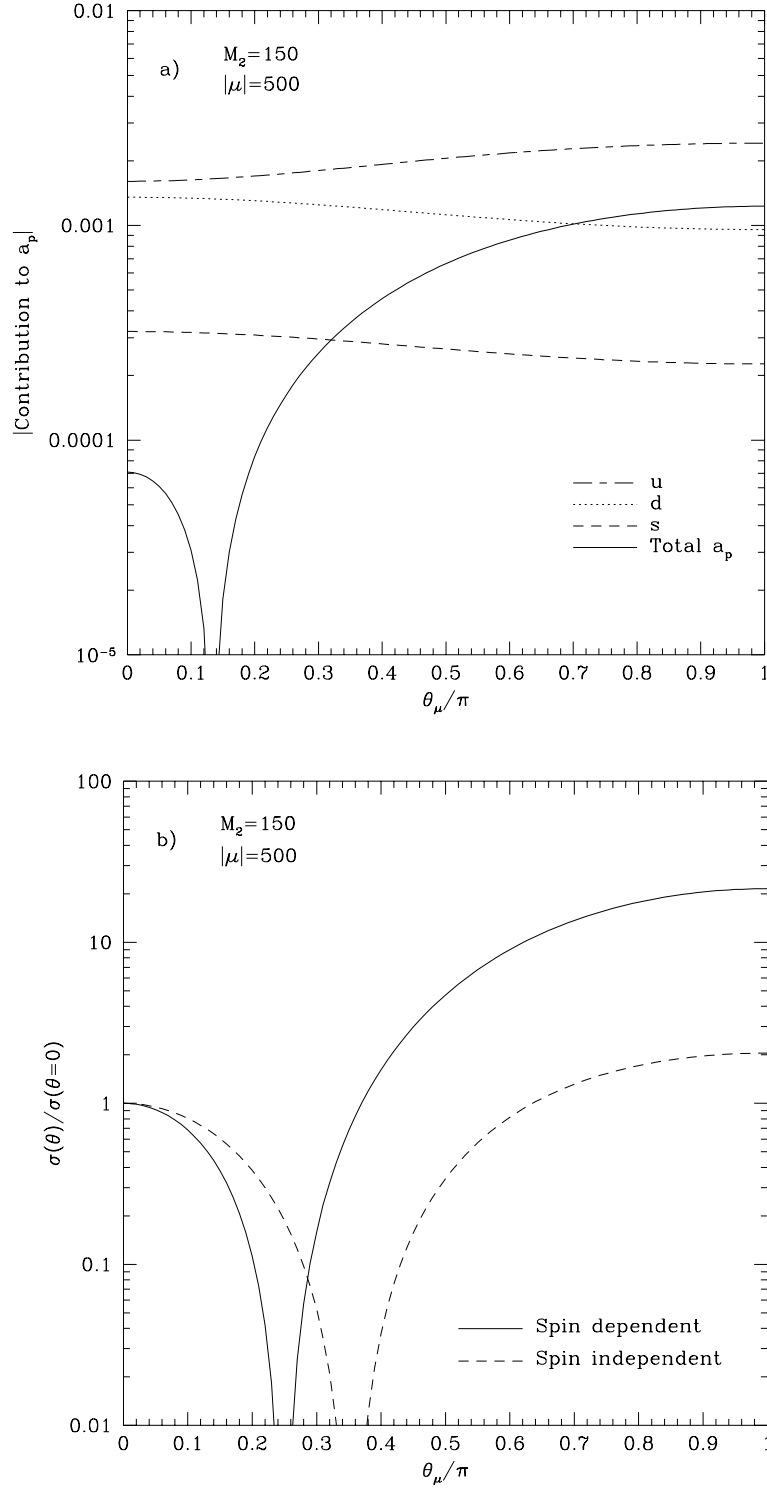 0.01
a)
M₂=150
|μ|=500
0.001
|Contribution to aₚ|
0.0001
u
d
s
Total aₚ
10⁻⁵
0 0.1 0.2 0.3 0.4 0.5 0.6 0.7 0.8 0.9 1
θ_μ/π
100
b)
M₂=150
|μ|=500
10
σ(θ)/σ(θ=0)
1
0.1
Spin dependent
Spin independent
0.01
0 0.1 0.2 0.3 0.4 0.5 0.6 0.7 0.8 0.9 1
θ_μ/π